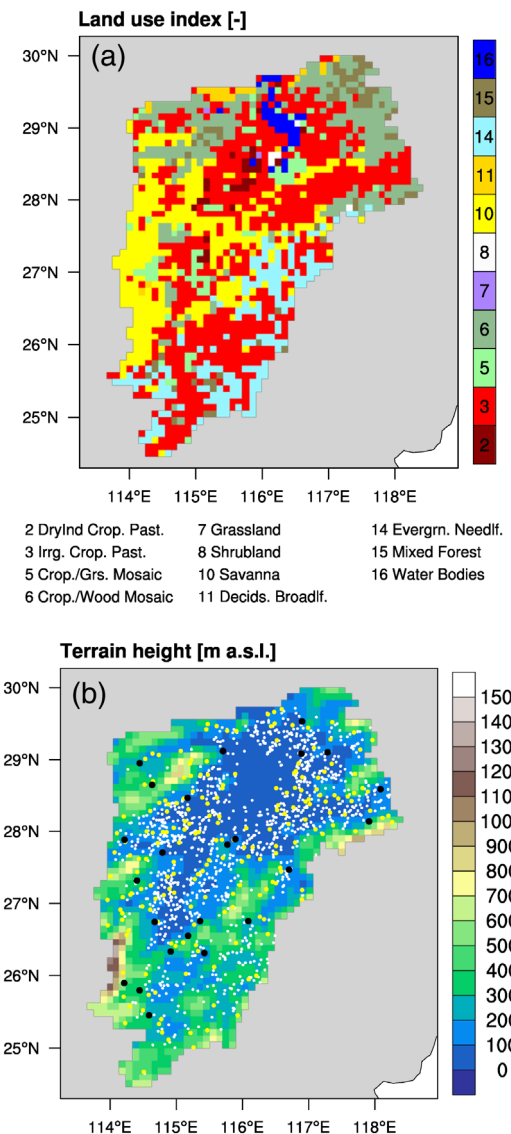 Land use index [-]
(a)
30°N
29°N
28°N
27°N
26°N
25°N
16
15
14
11
10
8
7
6
5
3
2
114°E 115°E 116°E 117°E 118°E
2 Drylnd Crop. Past. 7 Grassland 14 Evergrn. Needlf.
3 Irrg. Crop. Past. 8 Shrubland 15 Mixed Forest
5 Crop./Grs. Mosaic 10 Savanna 16 Water Bodies
6 Crop./Wood Mosaic 11 Decids. Broadlf.
Terrain height [m a.s.l.]
(b)
30°N
29°N
28°N
27°N
26°N
25°N
150
140
130
120
110
100
900
800
700
600
500
400
300
200
100
0
114°E 115°E 116°E 117°E 118°E